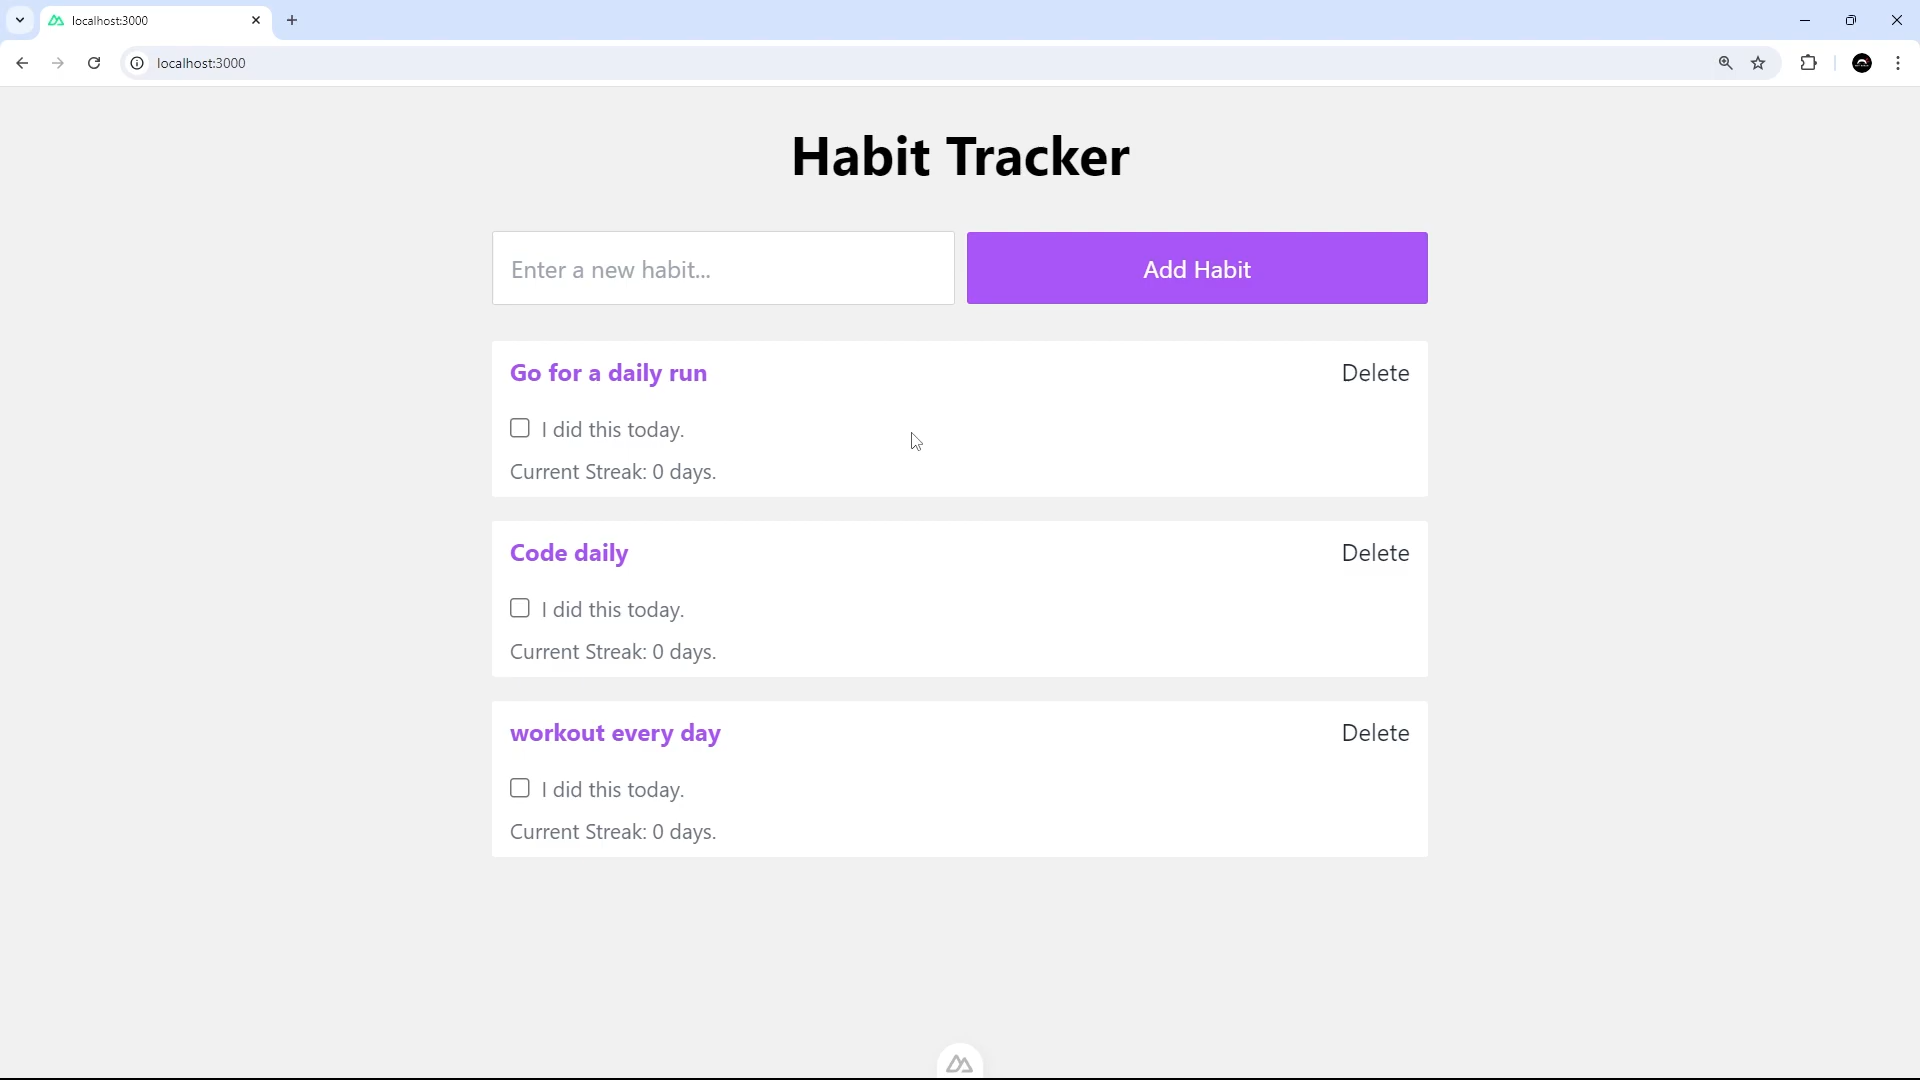 localhost:3000
localhost:3000
Habit Tracker
Enter a new habit...
Add Habit
Go for a daily run
Delete
I did this today.
Current Streak: 0 days.
Code daily
Delete
I did this today.
Current Streak: 0 days.
workout every day
Delete
I did this today.
Current Streak: 0 days.